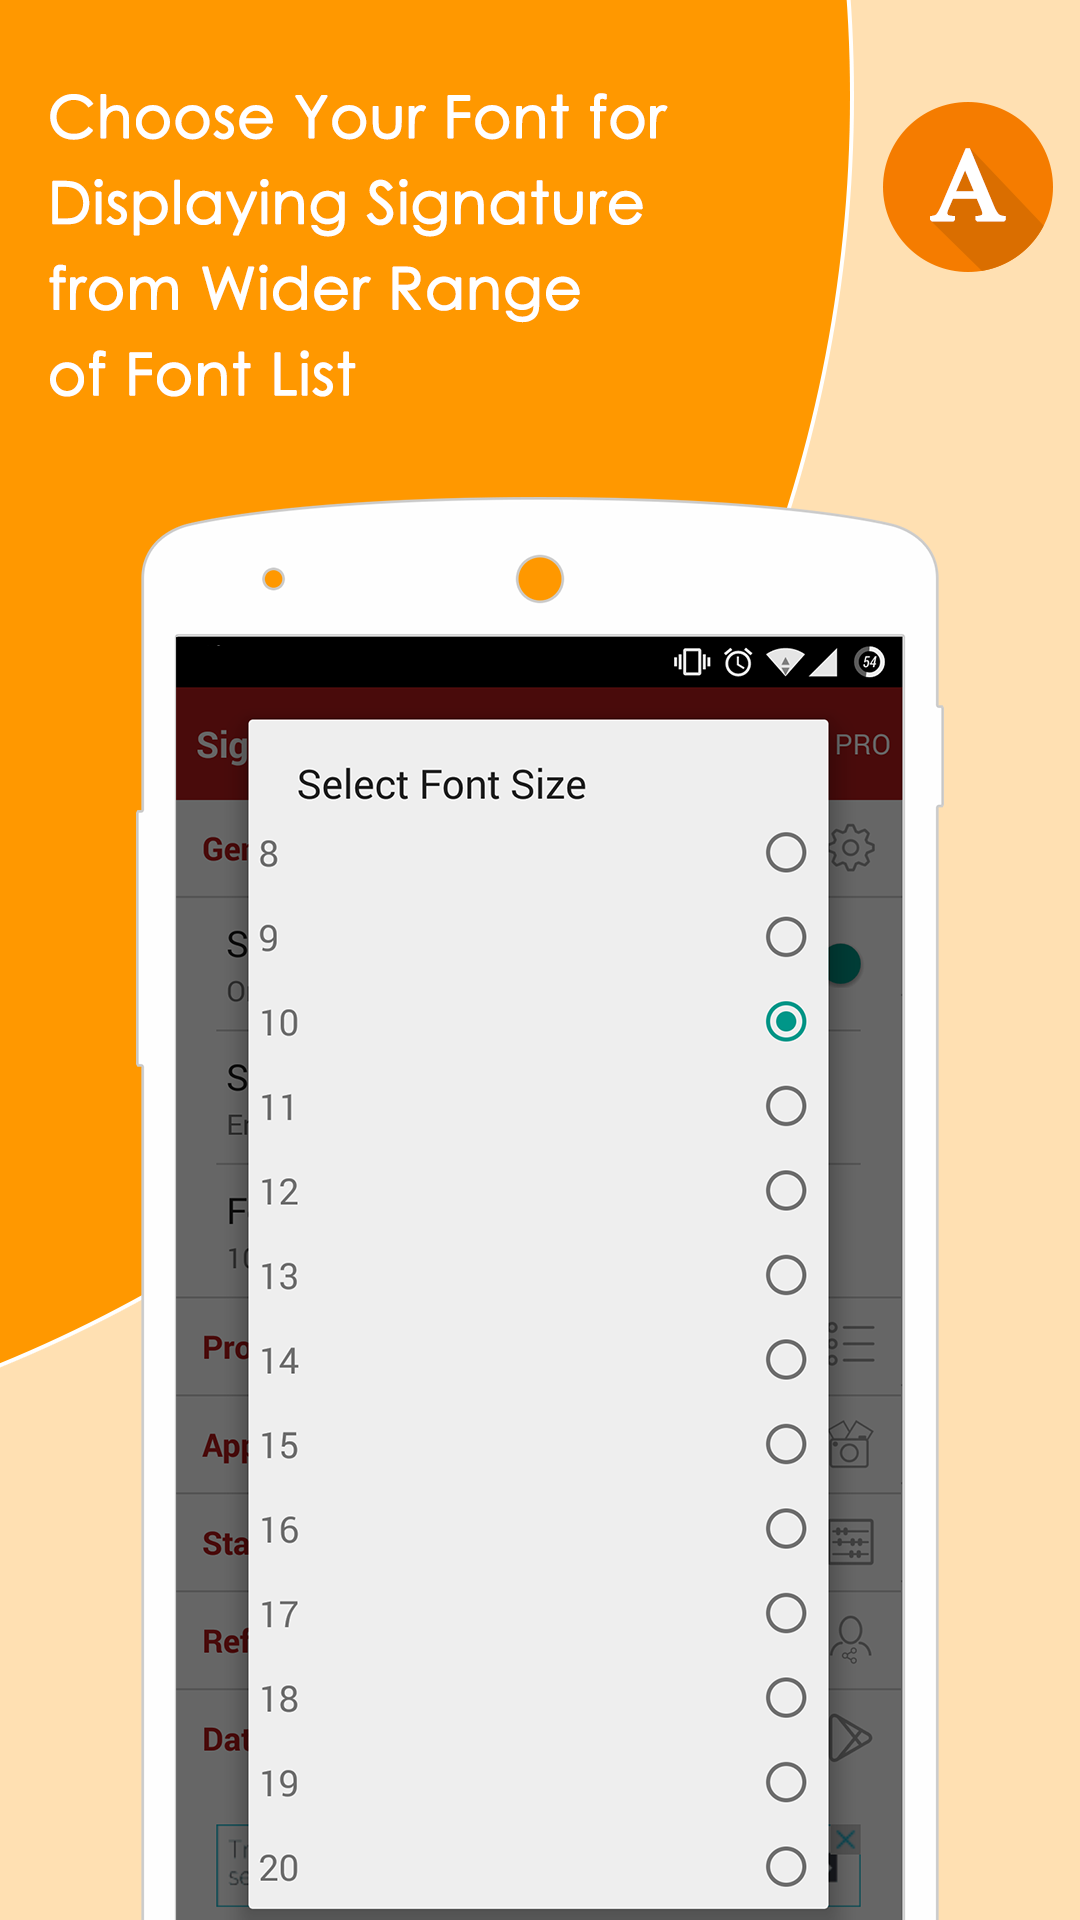 Choose Your Font for
Displaying Signature
from Wider Range
of Font List
A
54
Sig PRO
Select Font Size
Ger
8
9
10
11
12
13
14
15
16
17
18
19
20
S
S
F
10
Pro
App
Sta
Ref
Dat
Tr
se